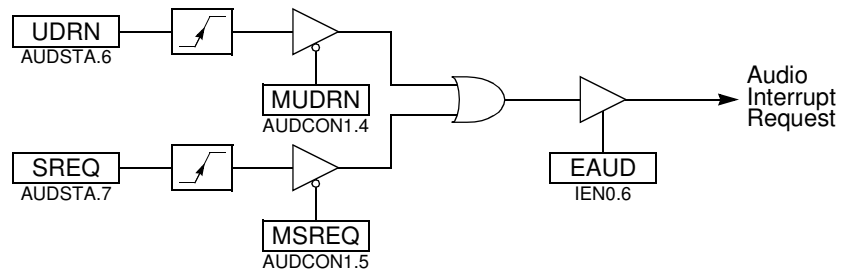 UDRN
AUDSTA.6
MUDRN
AUDCON1.4
SREQ
AUDSTA.7
MSREQ
AUDCON1.5
EAUD
IEN0.6
Audio
Interrupt
Request